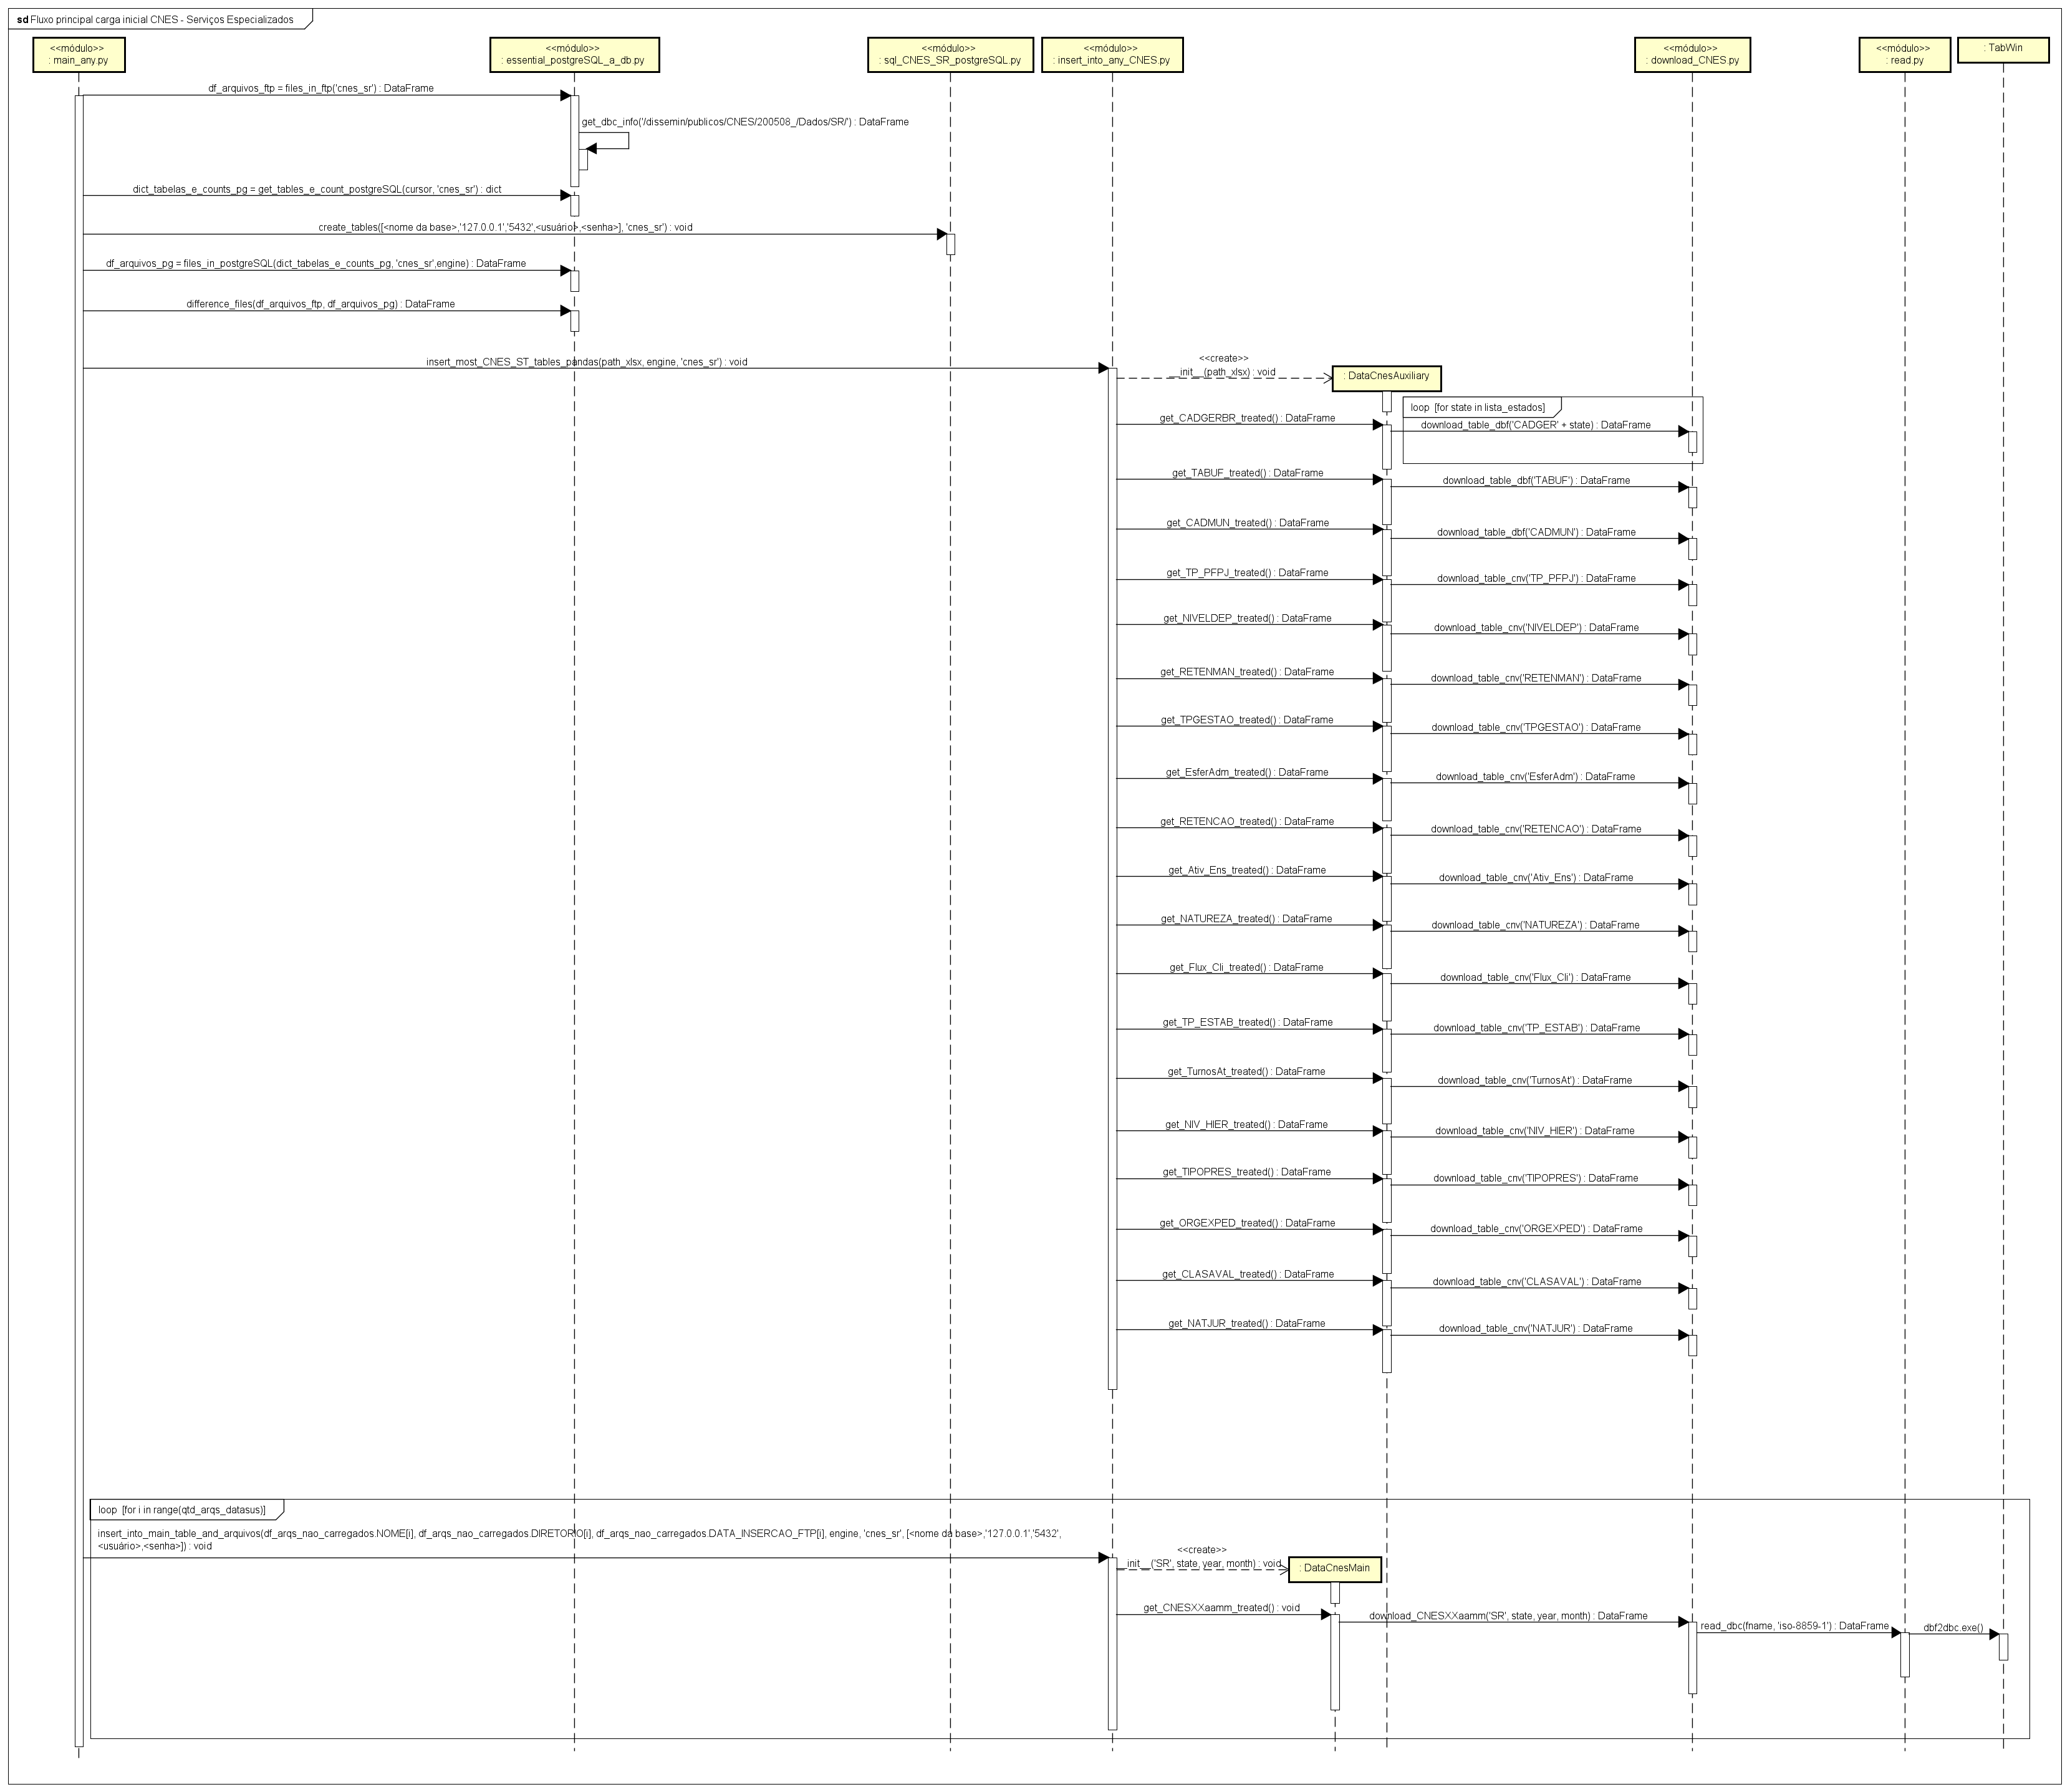 sd Fluxo principal carga inicial CNES - Serviços Especializados
<<módulo>>
: main_any.py
<<módulo>>
: essential_postgreSQL_a_db.py
<<módulo>>
: sql_CNES_SR_postgreSQL.py
<<módulo>>
: insert_into_any_CNES.py
<<módulo>>
: download_CNES.py
<<módulo>>
: read.py
: TabWin
df_arquivos_ftp = files_in_ftp('cnes_sr') : DataFrame
get_dbc_info('/dissemin/publicos/CNES/200508_/Dados/SR/') : DataFrame
dict_tabelas_e_counts_pg = get_tables_e_count_postgreSQL(cursor, 'cnes_sr') : dict
create_tables([<nome da base>,'127.0.0.1','5432',<usuário>,<senha>], 'cnes_sr') : void
df_arquivos_pg = files_in_postgreSQL(dict_tabelas_e_counts_pg, 'cnes_sr',engine) : DataFrame
difference_files(df_arquivos_ftp, df_arquivos_pg) : DataFrame
insert_most_CNES_ST_tables_pandas(path_xlsx, engine, 'cnes_sr') : void
<<create>>
__init__(path_xlsx) : void
: DataCnesAuxiliary
loop [for state in lista_estados]
get_CADGERBR_treated() : DataFrame
download_table_dbf('CADGER' + state) : DataFrame
get_TABUF_treated() : DataFrame
download_table_dbf('TABUF') : DataFrame
get_CADMUN_treated() : DataFrame
download_table_dbf('CADMUN') : DataFrame
get_TP_PFPJ_treated() : DataFrame
download_table_cnv('TP_PFPJ') : DataFrame
get_NIVELDEP_treated() : DataFrame
download_table_cnv('NIVELDEP') : DataFrame
get_RETENMAN_treated() : DataFrame
download_table_cnv('RETENMAN') : DataFrame
get_TPGESTAO_treated() : DataFrame
download_table_cnv('TPGESTAO') : DataFrame
get_EsferAdm_treated() : DataFrame
download_table_cnv('EsferAdm') : DataFrame
get_RETENCAO_treated() : DataFrame
download_table_cnv('RETENCAO') : DataFrame
get_Ativ_Ens_treated() : DataFrame
download_table_cnv('Ativ_Ens') : DataFrame
get_NATUREZA_treated() : DataFrame
download_table_cnv('NATUREZA') : DataFrame
get_Flux_Cli_treated() : DataFrame
download_table_cnv('Flux_Cli') : DataFrame
get_TP_ESTAB_treated() : DataFrame
download_table_cnv('TP_ESTAB') : DataFrame
get_TurnosAt_treated() : DataFrame
download_table_cnv('TurnosAt') : DataFrame
get_NIV_HIER_treated() : DataFrame
download_table_cnv('NIV_HIER') : DataFrame
get_TIPOPRES_treated() : DataFrame
download_table_cnv('TIPOPRES') : DataFrame
get_ORGEXPED_treated() : DataFrame
download_table_cnv('ORGEXPED') : DataFrame
get_CLASAVAL_treated() : DataFrame
download_table_cnv('CLASAVAL') : DataFrame
get_NATJUR_treated() : DataFrame
download_table_cnv('NATJUR') : DataFrame
loop [for i in range(qtd_arqs_datasus)]
insert_into_main_table_and_arquivos(df_arqs_nao_carregados.NOME[i], df_arqs_nao_carregados.DIRETORIO[i], df_arqs_nao_carregados.DATA_INSERCAO_FTP[i], engine, 'cnes_sr', [<nome da base>,'127.0.0.1','5432',
<usuário>,<senha>]) : void
<<create>>
__init__('SR', state, year, month) : void
: DataCnesMain
get_CNESXXaamm_treated() : void
download_CNESXXaamm('SR', state, year, month) : DataFrame
read_dbc(fname, 'iso-8859-1') : DataFrame
dbf2dbc.exe()